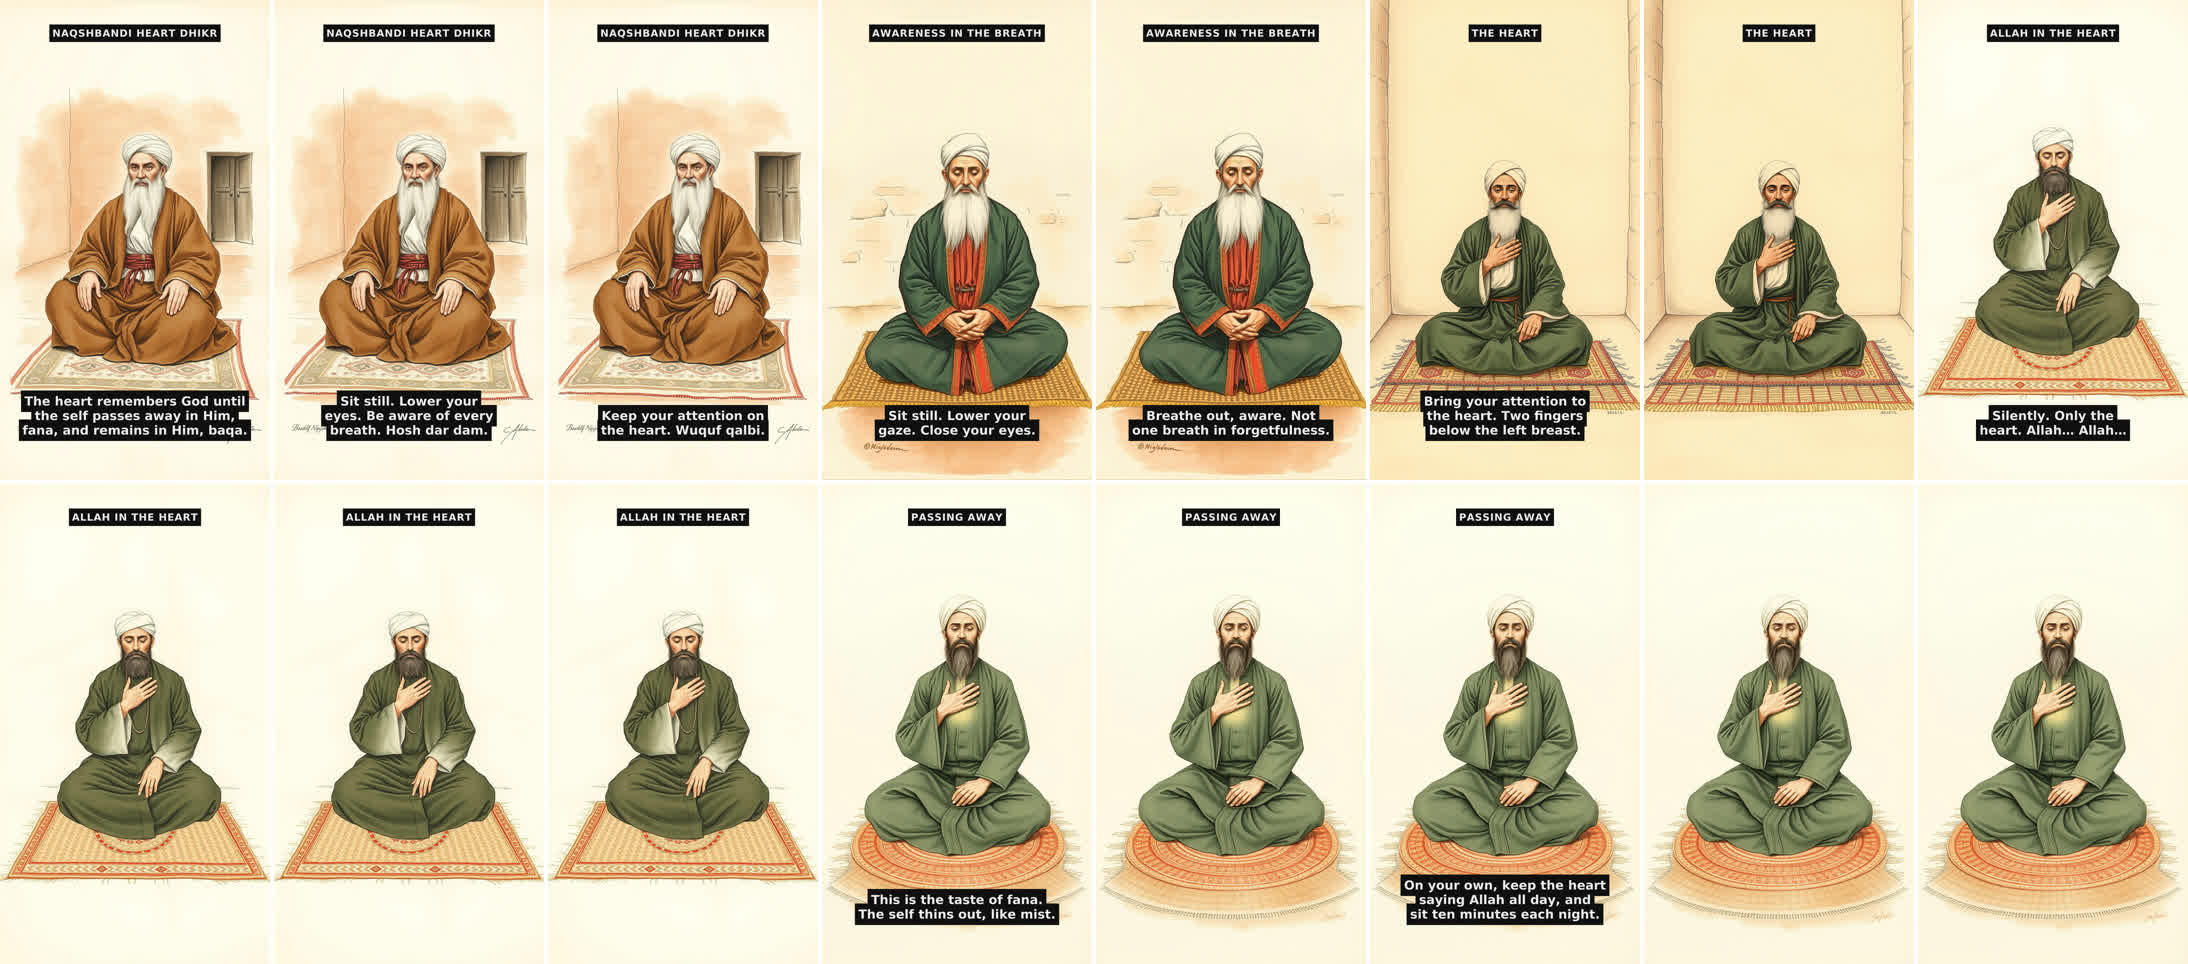 NAQSHBANDI HEART DHIKR
The heart remembers God until
the self passes away in Him,
fana, and remains in Him, baqa.
NAQSHBANDI HEART DHIKR
Sit still. Lower your
eyes. Be aware of every
breath. Hosh dar dam.
NAQSHBANDI HEART DHIKR
Keep your attention on
the heart. Wuquf qalbi.
AWARENESS IN THE BREATH
Sit still. Lower your
gaze. Close your eyes.
AWARENESS IN THE BREATH
Breathe out, aware. Not
one breath in forgetfulness.
THE HEART
Bring your attention to
the heart. Two fingers
below the left breast.
THE HEART
ALLAH IN THE HEART
Silently. Only the
heart. Allah... Allah...
ALLAH IN THE HEART
ALLAH IN THE HEART
ALLAH IN THE HEART
PASSING AWAY
This is the taste of fana.
The self thins out, like mist.
PASSING AWAY
PASSING AWAY
On your own, keep the heart
saying Allah all day, and
sit ten minutes each night.